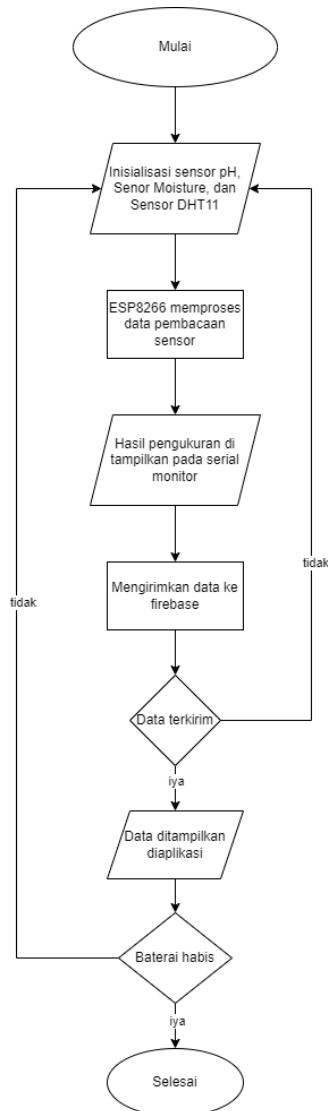 Mulai
Inisialisasi sensor pH,
Senor Moisture, dan
Sensor DHT11
ESP8266 memproses
data pembacaan
sensor
Hasil pengukuran di
tampilkan pada serial
monitor
tidak
Mengirimkan data ke
firebase
tidak
Data terkirim
iya
Data ditampilkan
diaplikasi
Baterai habis
iya
Selesai